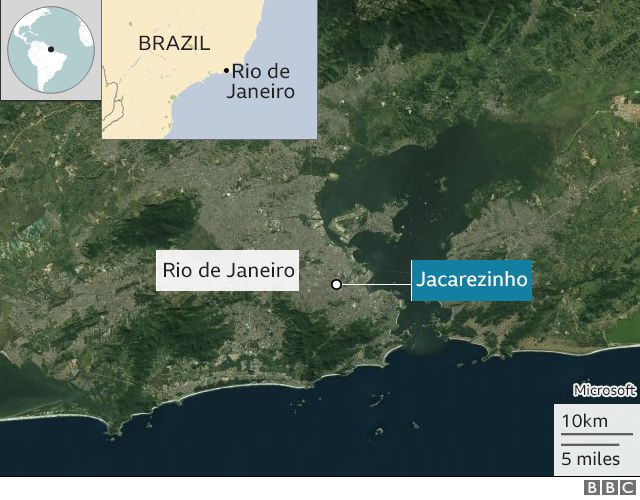 BRAZIL
Rio de
Janeiro
Rio de Janeiro
Jacarezinho
Microsoft
10km
5 miles
BBC